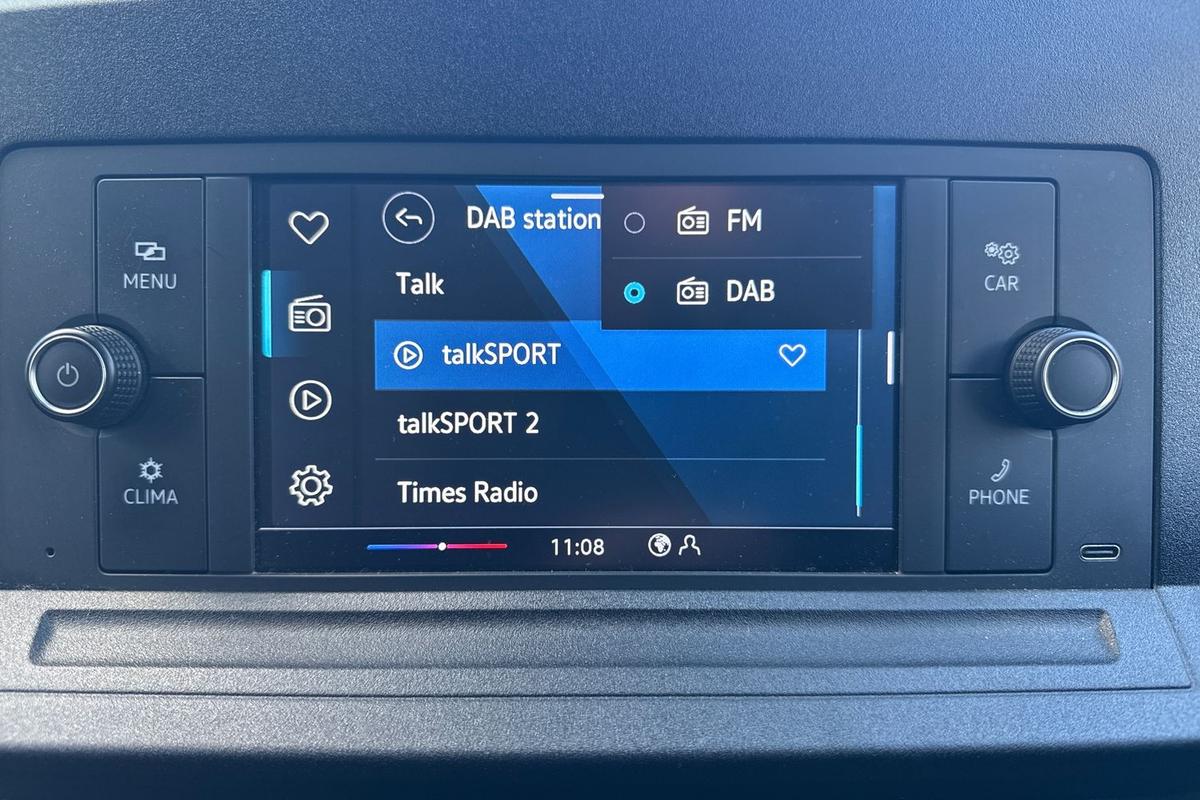 MENU
CLIMA
DAB station
Talk
talkSPORT
talkSPORT 2
Times Radio
FM
DAB
11:08
CAR
PHONE